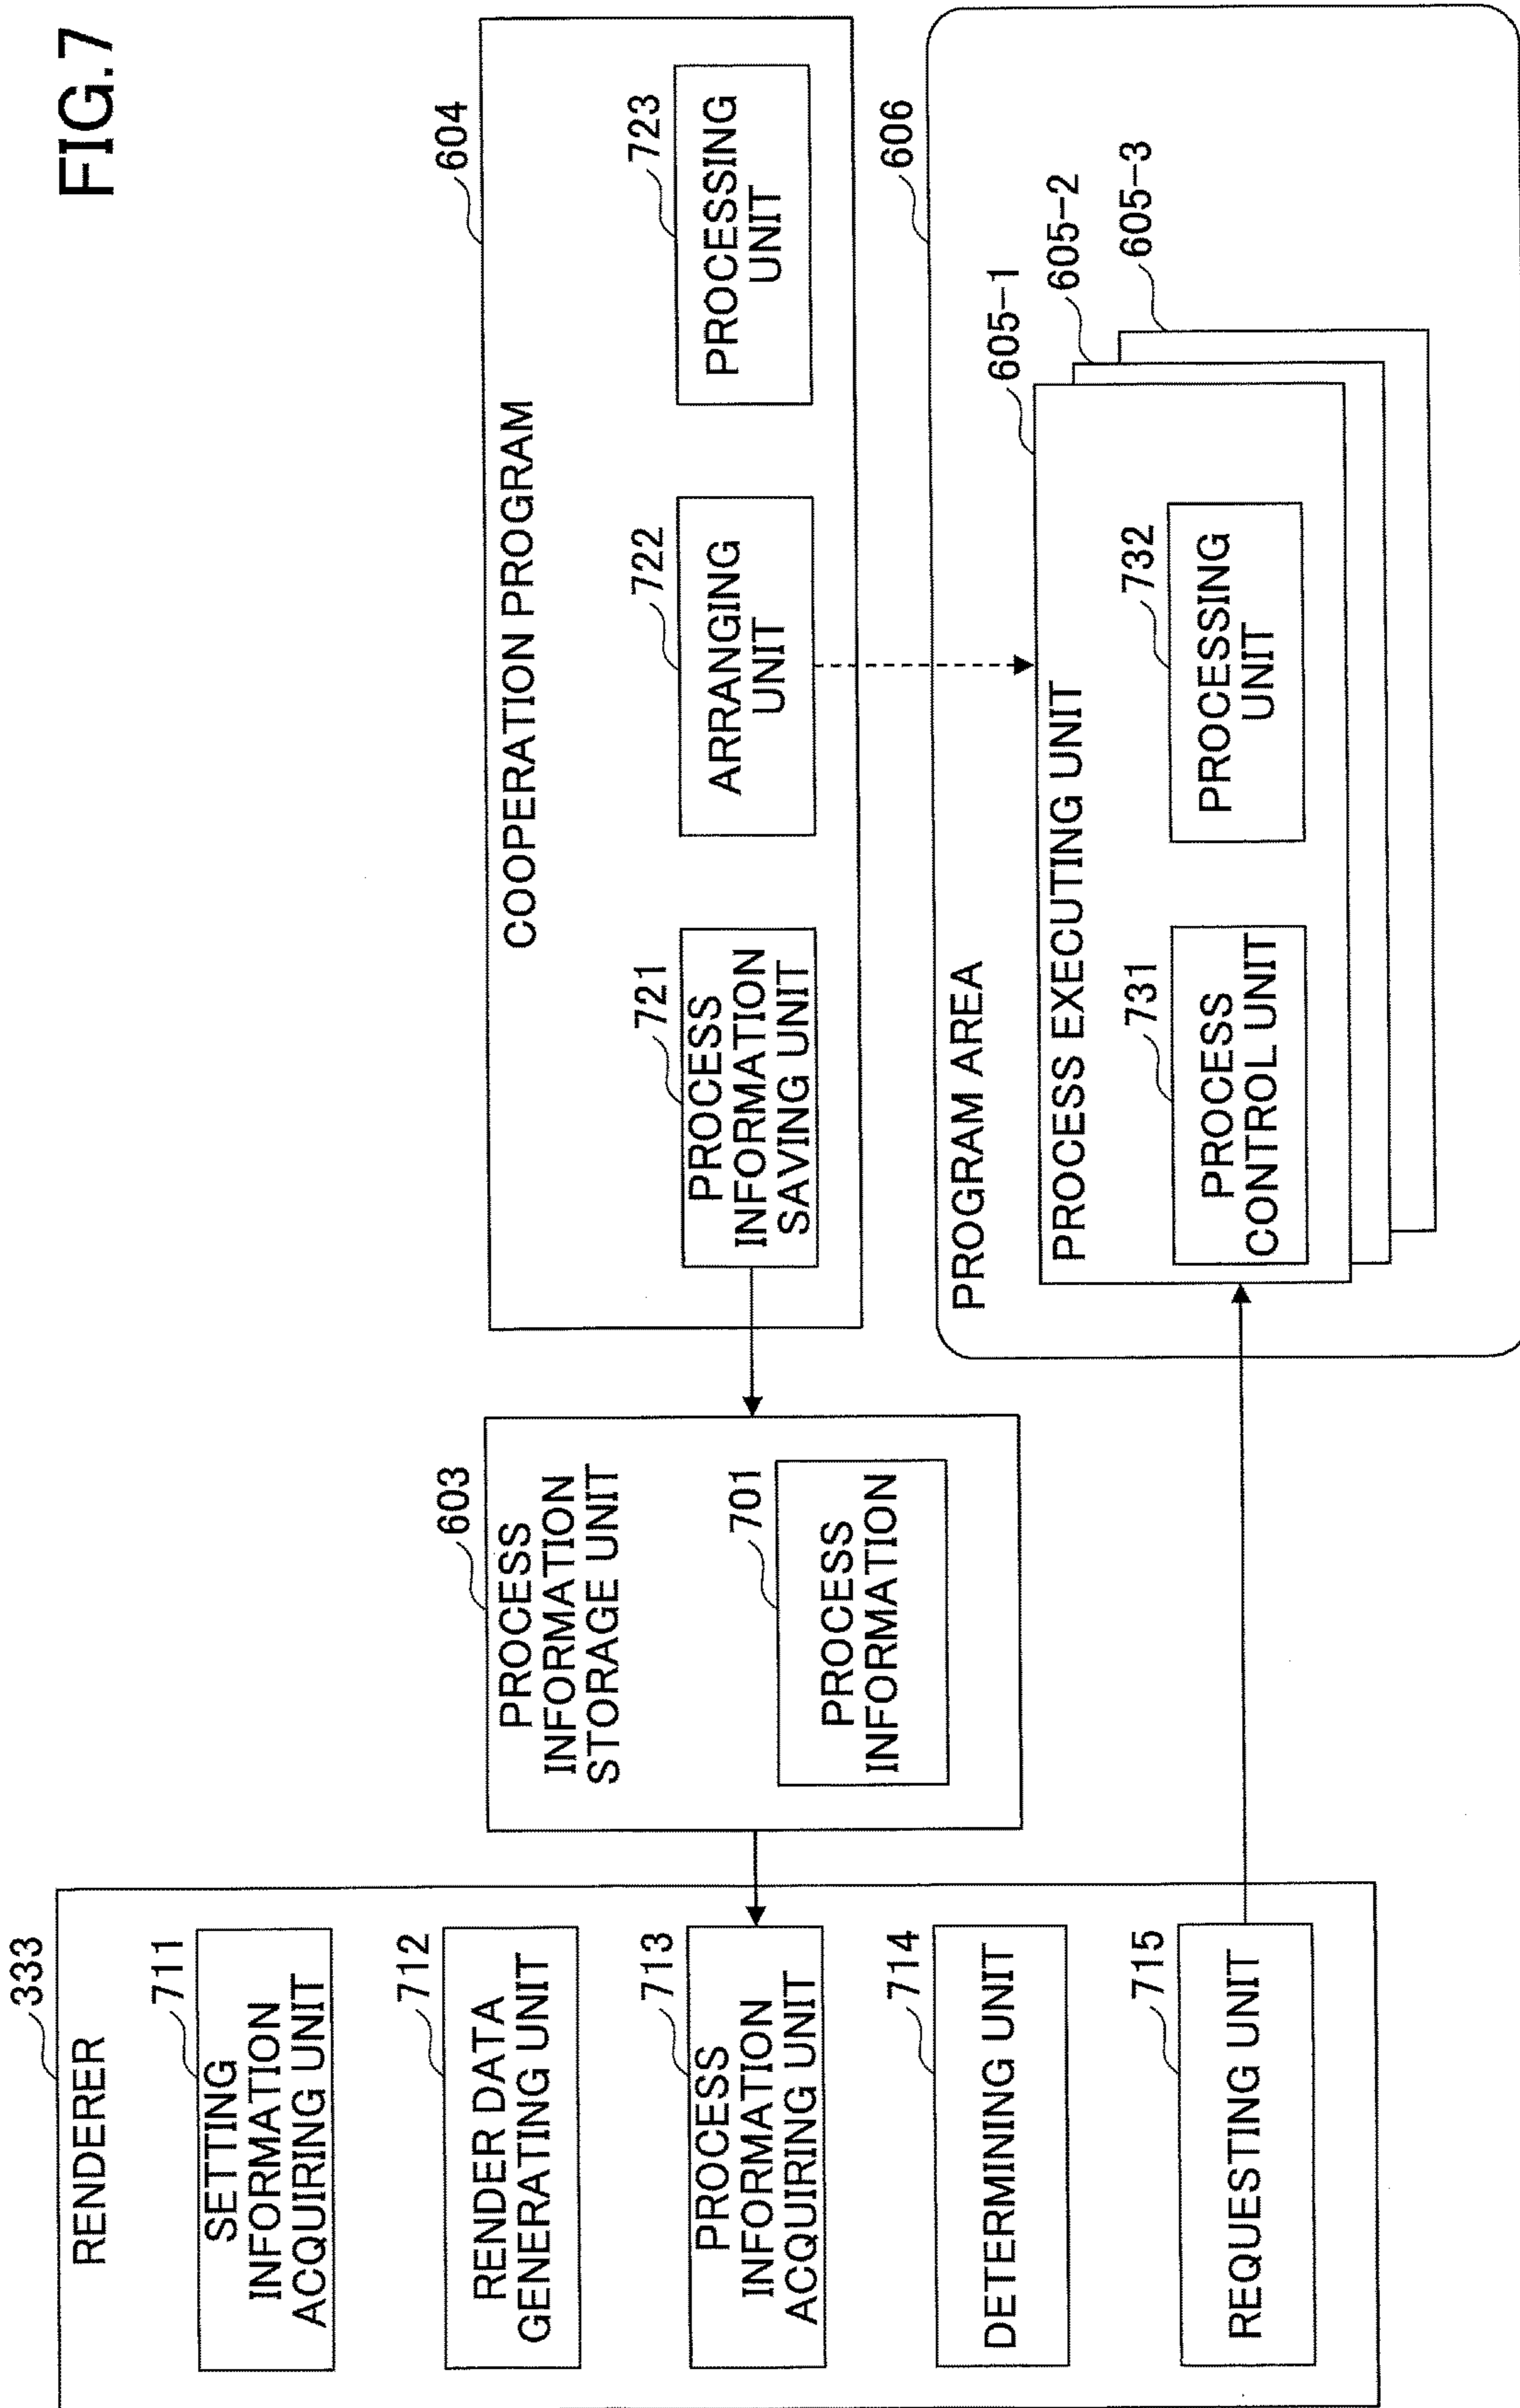 FIG.7
RENDERER
333
SETTING
INFORMATION
ACQUIRING UNIT
711
RENDER DATA
GENERATING UNIT
712
PROCESS
INFORMATION
ACQUIRING UNIT
713
DETERMINING UNIT
714
REQUESTING UNIT
715
PROCESS
INFORMATION
STORAGE UNIT
603
PROCESS
INFORMATION
701
COOPERATION PROGRAM
604
PROCESS
INFORMATION
SAVING UNIT
721
ARRANGING
UNIT
722
PROCESSING
UNIT
723
PROGRAM AREA
606
PROCESS EXECUTING UNIT
605-1
605-2
605-3
PROCESS
CONTROL UNIT
731
PROCESSING
UNIT
732